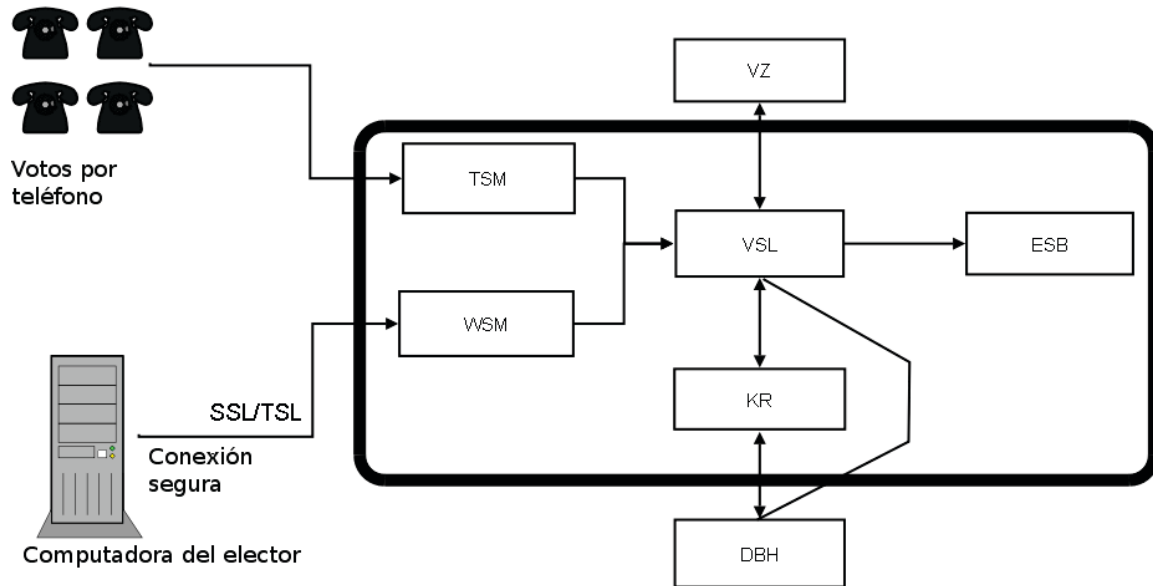 VZ
Votos por
teléfono
TSM
VSL
ESB
WSM
KR
SSL/TSL
Conexión
segura
Computadora del elector
DBH